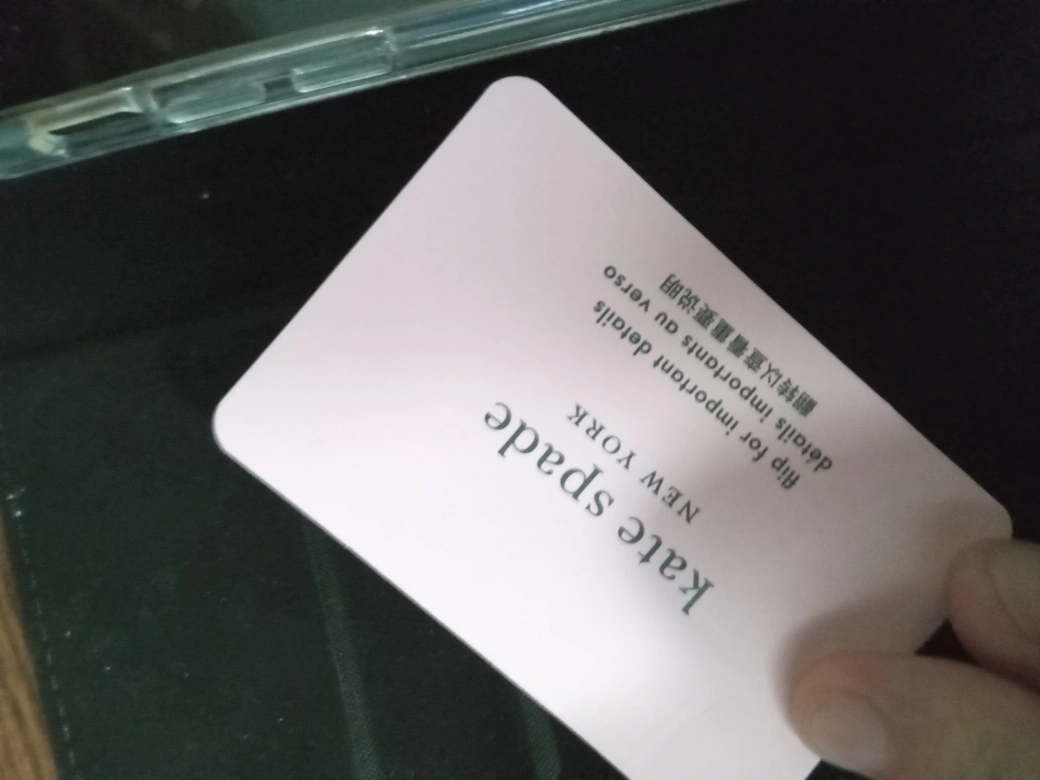 kate spade
NEW YORK
flip for important details
détails importants au verso
翻转以查看重要说明